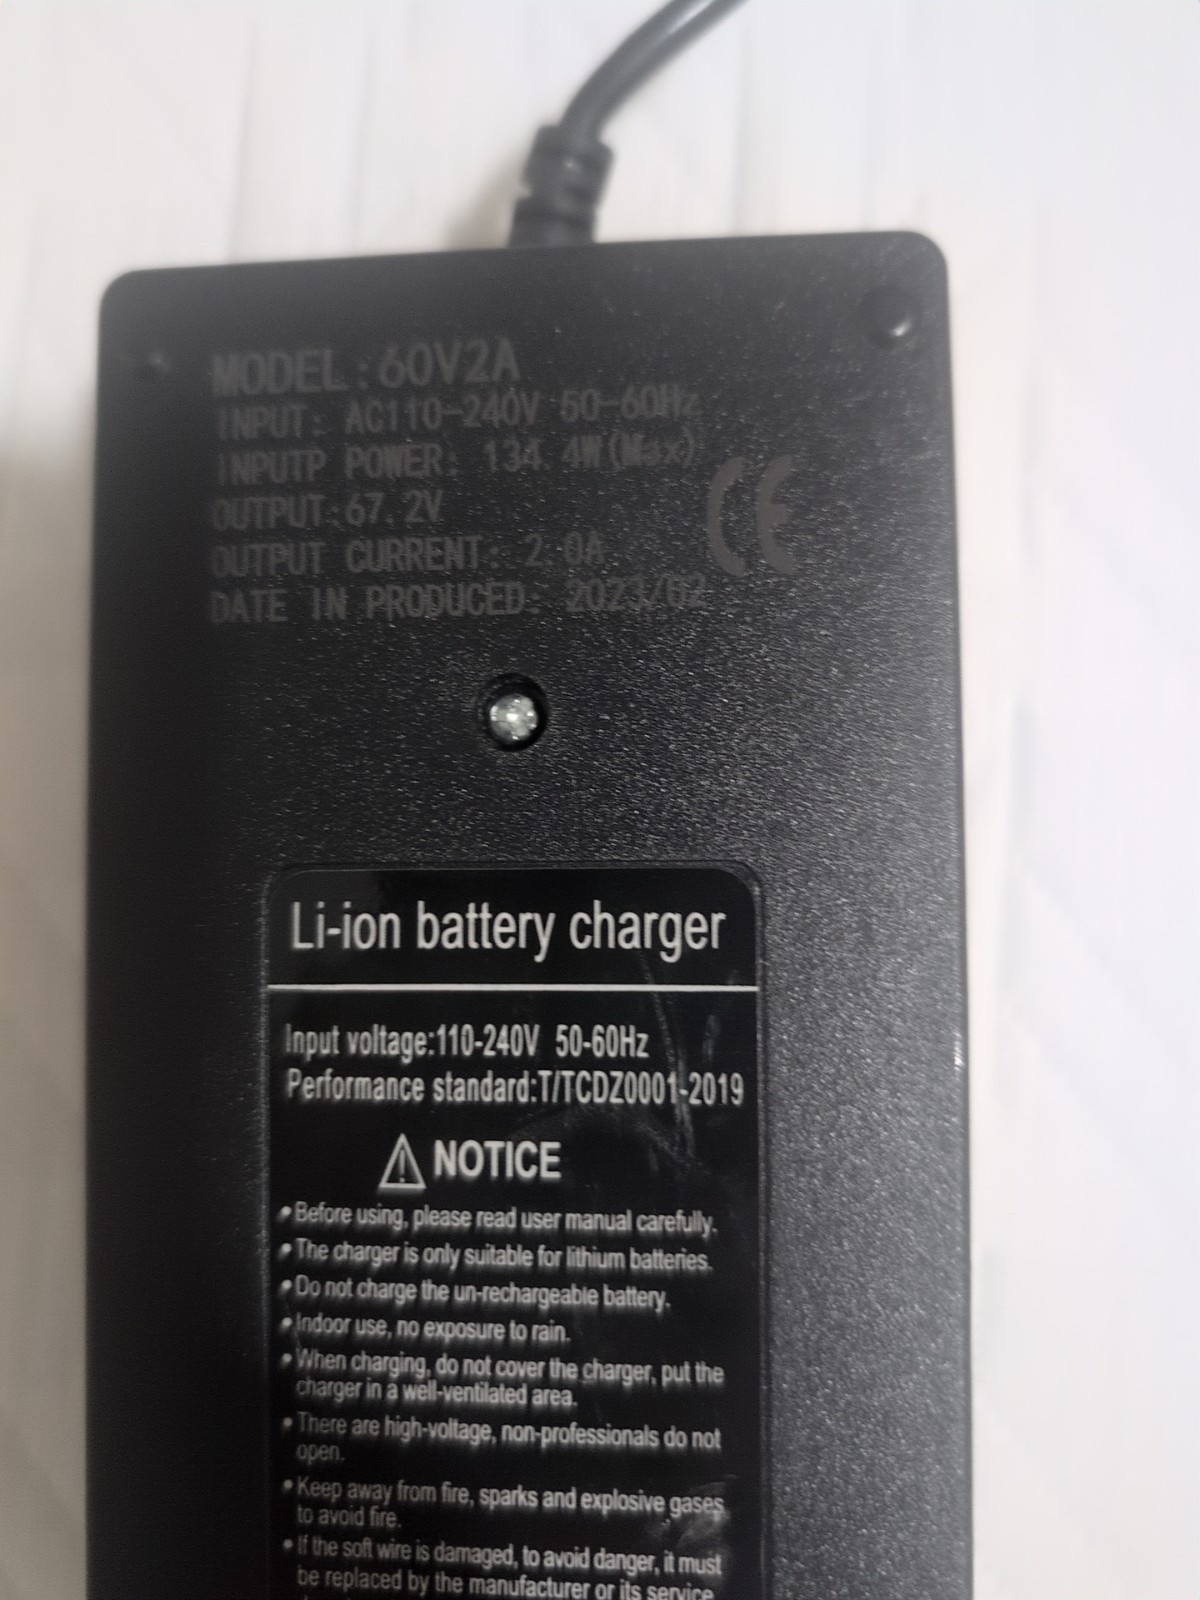 MODEL:60V2A
INPUT: AC110-240V 50-60Hz
INPUTP POWER: 134.4W(Max)
OUTPUT:67.2V
OUTPUT CURRENT: 2.0A
DATE IN PRODUCED: 2023/02
CE
Li-ion battery charger
Input voltage:110-240V 50-60Hz
Performance standard:T/TCDZ0001-2019
NOTICE
•Before using, please read user manual carefully.
•The charger is only suitable for lithium batteries.
•Do not charge the un-rechargeable battery.
•Indoor use, no exposure to rain.
•When charging, do not cover the charger, put the
charger in a well-ventilated area.
•There are high-voltage, non-professionals do not
open.
•Keep away from fire, sparks and explosive gases
to avoid fire.
•If the soft wire is damaged, to avoid danger, it must
be replaced by the manufacturer or its service